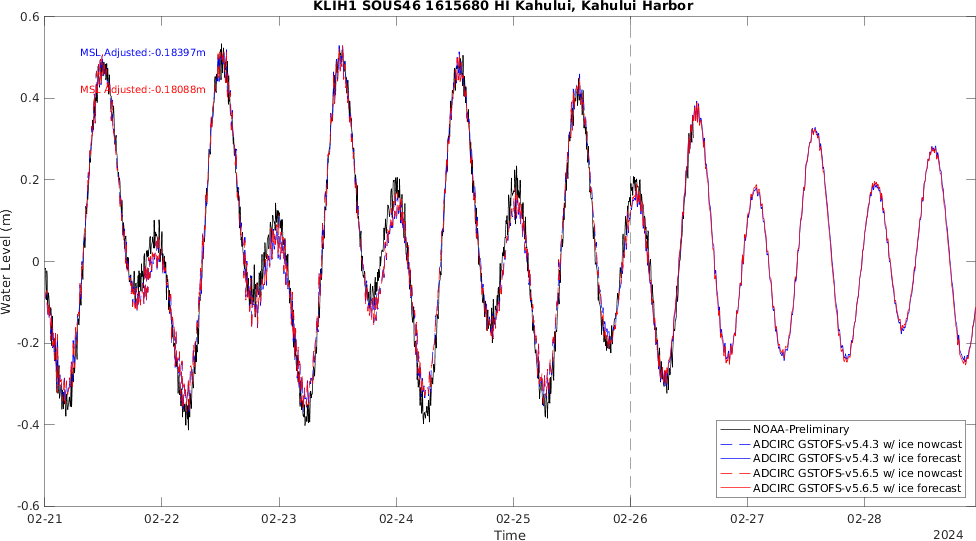 KLIH1 SOUS46 1615680 HI Kahului, Kahului Harbor
0.6
MSL Adjusted:-0.18397m
MSL Adjusted:-0.18088m
0.4
0.2
0
-0.2
-0.4
-0.6
Water Level (m)
NOAA-Preliminary
ADCIRC GSTOFS-v5.4.3 w/ ice nowcast
ADCIRC GSTOFS-v5.4.3 w/ ice forecast
ADCIRC GSTOFS-v5.6.5 w/ ice nowcast
ADCIRC GSTOFS-v5.6.5 w/ ice forecast
02-21 02-22 02-23 02-24 02-25 02-26 02-27 02-28
Time
2024